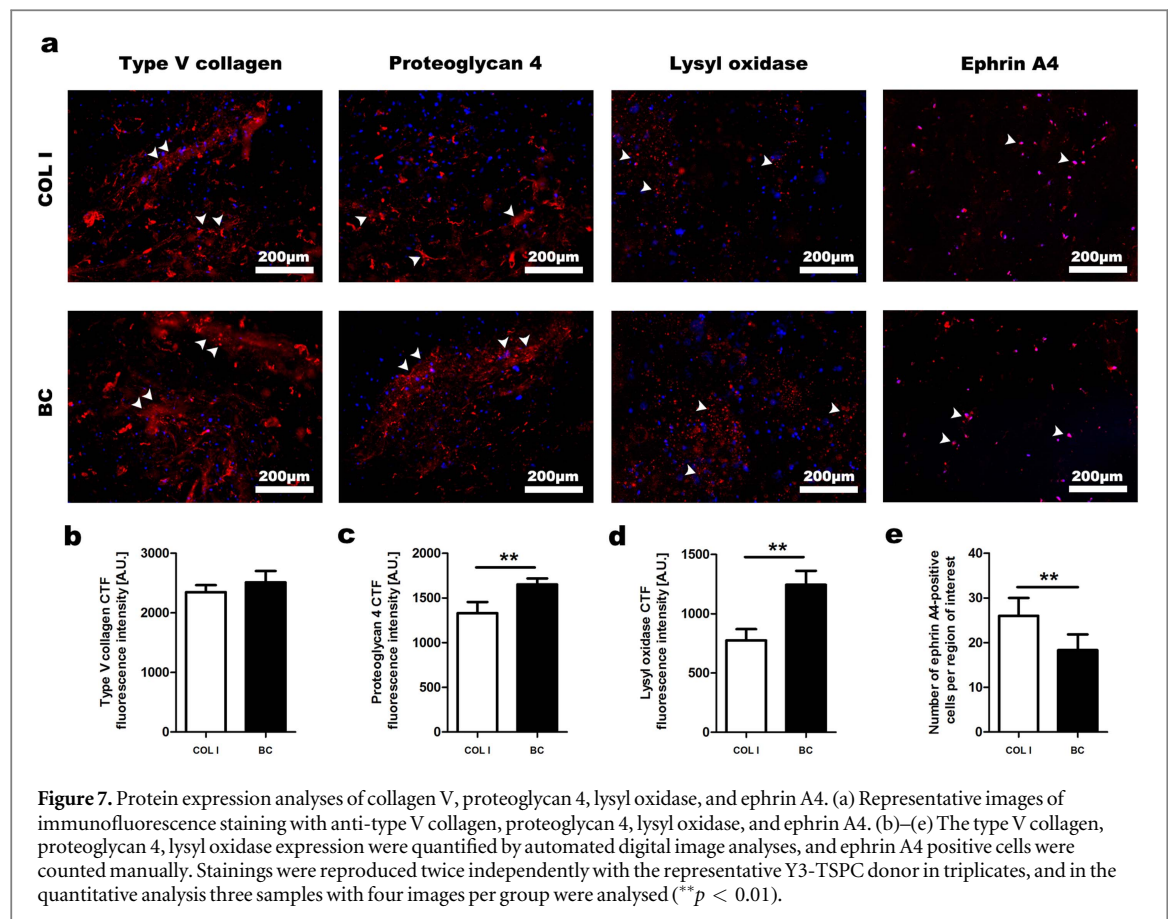 a
Type V collagen
Proteoglycan 4
Lysyl oxidase
Ephrin A4
COL I
200µm
200µm
200µm
200µm
BC
200µm
200µm
200µm
200µm
b
Type V collagen CTF
fluorescence intensity [A.U.]
3000
2000
1000
0
COL I
BC
c
Proteoglycan 4 CTF
fluorescence intensity [A.U.]
2000
1500
1000
500
0
**
COL I
BC
d
Lysyl oxidase CTF
fluorescence intensity [A.U.]
1500
1000
500
0
**
COL I
BC
e
Number of ephrin A4-positive
cells per region of interest
40
30
20
10
0
**
COL I
BC
Figure 7. Protein expression analyses of collagen V, proteoglycan 4, lysyl oxidase, and ephrin A4. (a) Representative images of
immunofluorescence staining with anti-type V collagen, proteoglycan 4, lysyl oxidase, and ephrin A4. (b)–(e) The type V collagen,
proteoglycan 4, lysyl oxidase expression were quantified by automated digital image analyses, and ephrin A4 positive cells were
counted manually. Stainings were reproduced twice independently with the representative Y3-TSPC donor in triplicates, and in the
quantitative analysis three samples with four images per group were analysed (**p < 0.01).